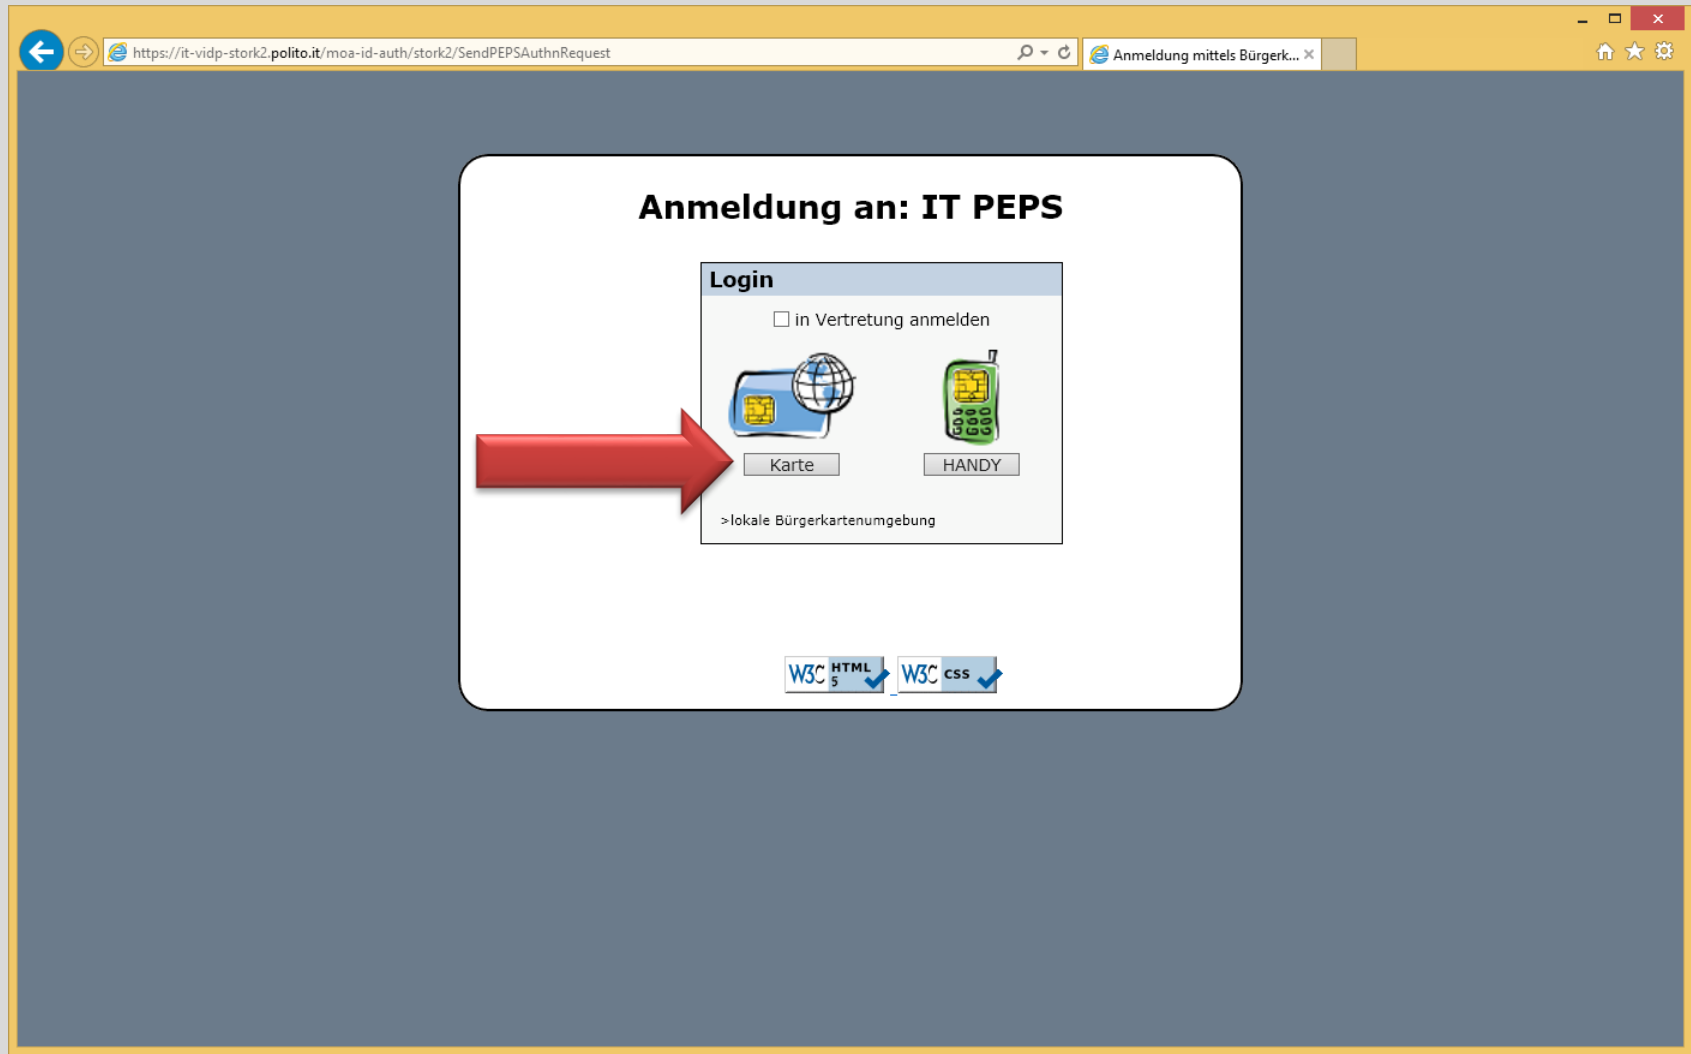 https://it-vidp-stork2.polito.it/moa-id-auth/stork2/SendPEPSAuthnRequest
Anmeldung mittels Bürgerk...
Anmeldung an: IT PEPS
Login
in Vertretung anmelden
Karte
HANDY
>lokale Bürgerkartenumgebung
W3C HTML 5
W3C css